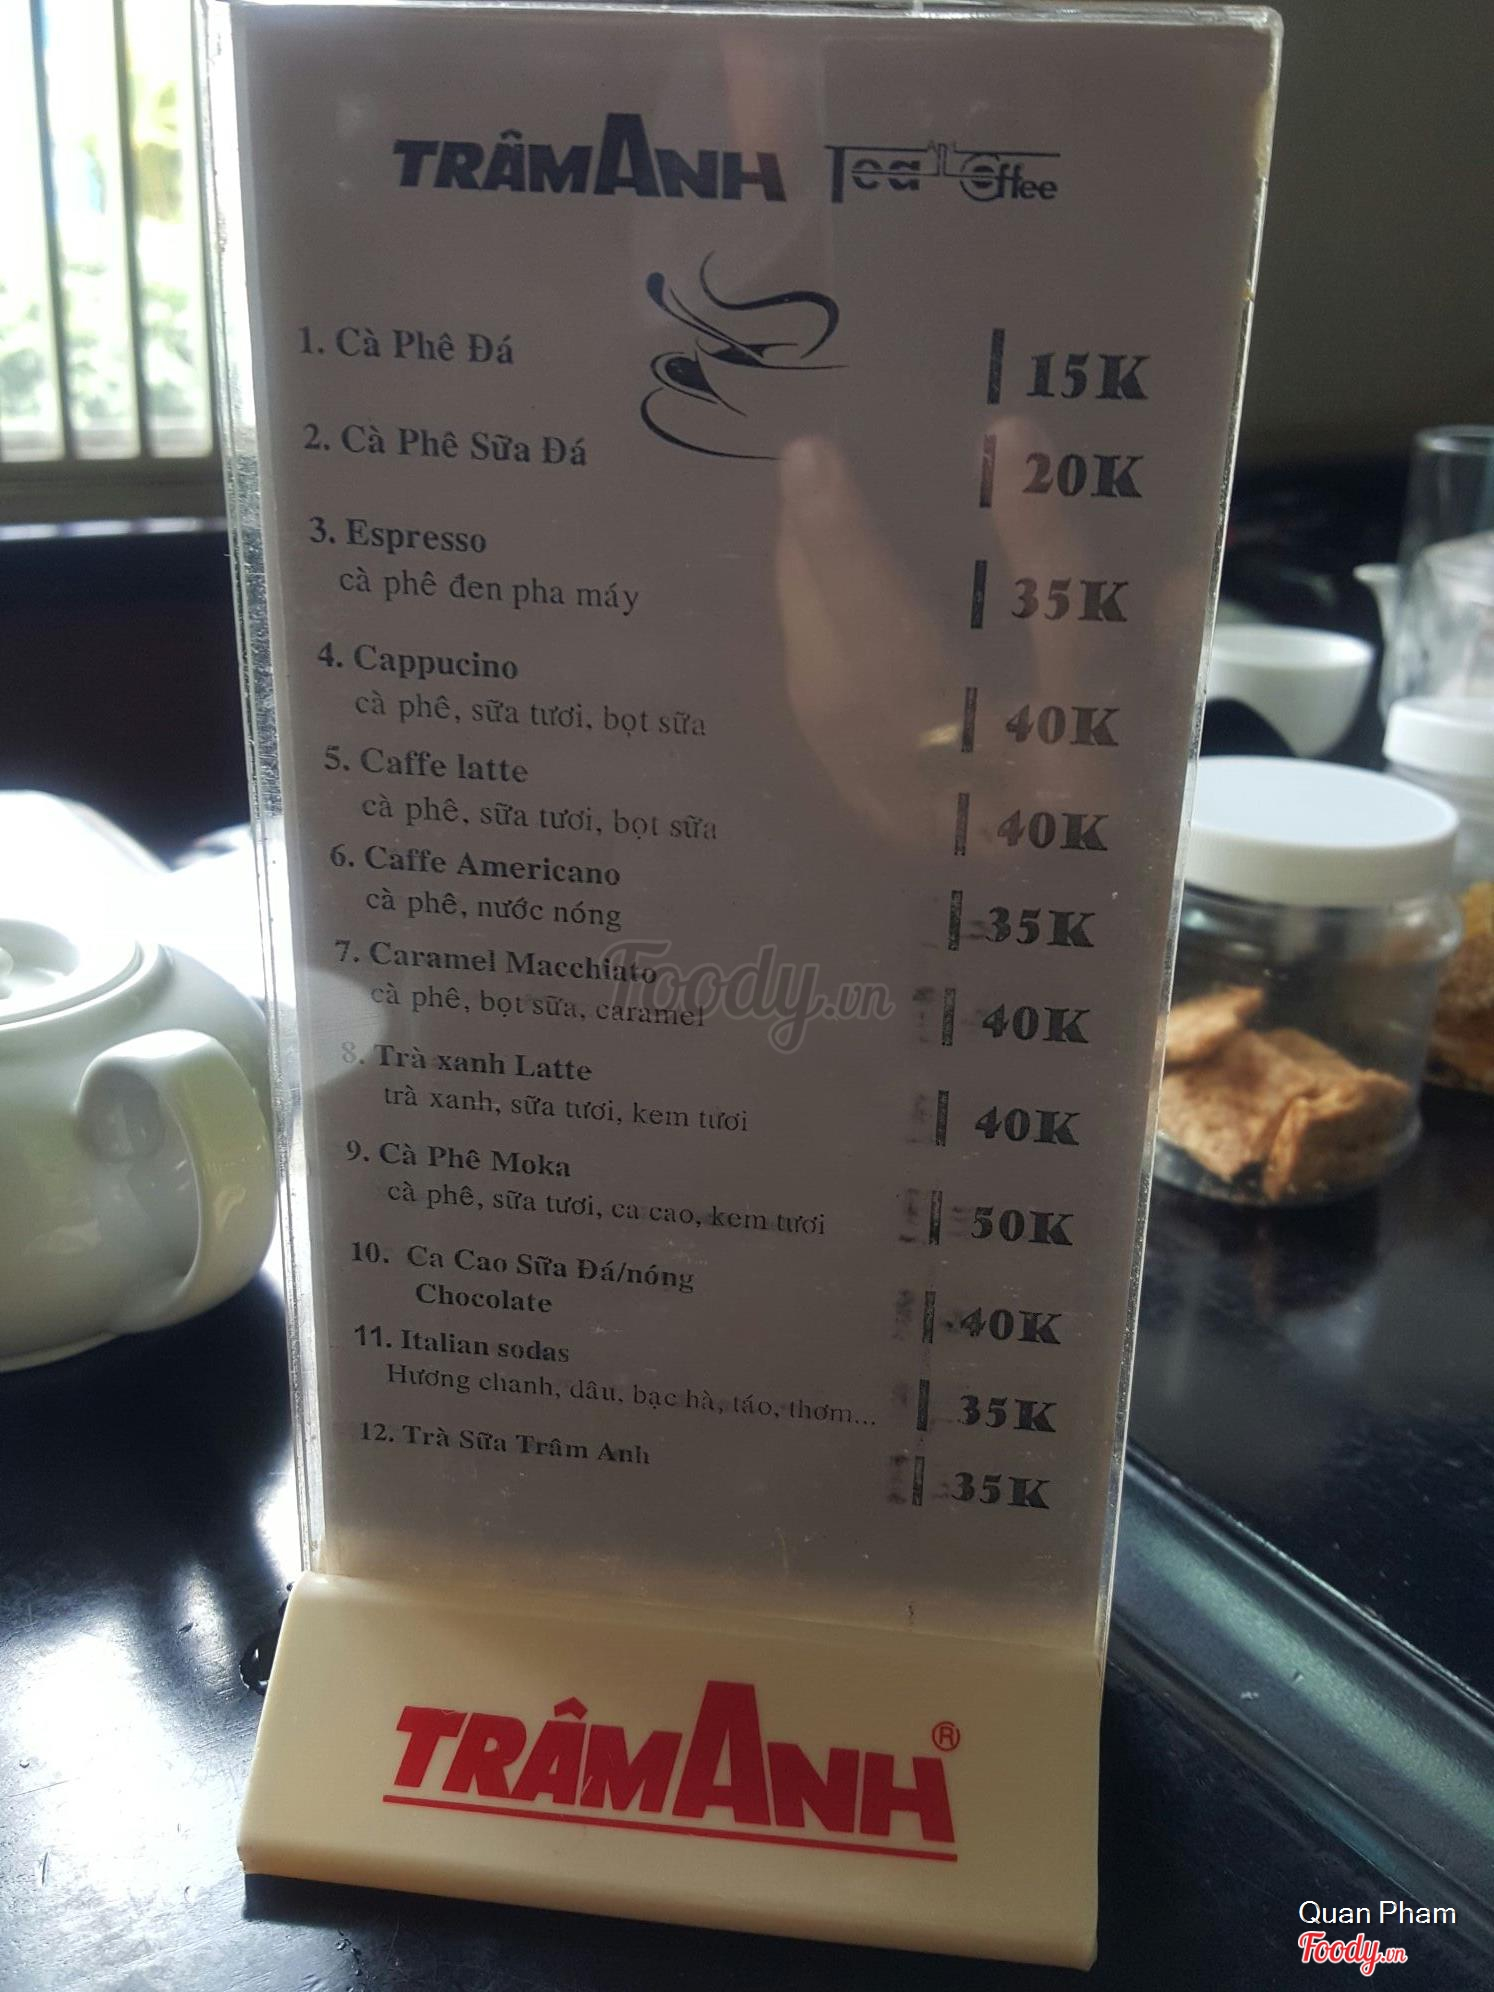 TRÂMANH Tea AND Coffee
1. Cà Phê Đá 15K
2. Cà Phê Sữa Đá 20K
3. Espresso
cà phê đen pha máy 35K
4. Cappucino
cà phê, sữa tươi, bọt sữa 40K
5. Caffe latte
cà phê, sữa tươi, bọt sữa 40K
6. Caffe Americano
cà phê, nước nóng 35K
7. Caramel Macchiato
cà phê, bọt sữa, caramel 40K
8. Trà xanh Latte
trà xanh, sữa tươi, kem tươi 40K
9. Cà Phê Moka
cà phê, sữa tươi, ca cao, kem tươi 50K
10. Ca Cao Sữa Đá/nóng
Chocolate 40K
11. Italian sodas
Hương chanh, dâu, bạc hà, táo, thơm... 35K
12. Trà Sữa Trâm Anh 35K
Foody.vn
TRÂMANH®
Quan Pham
Foody.vn